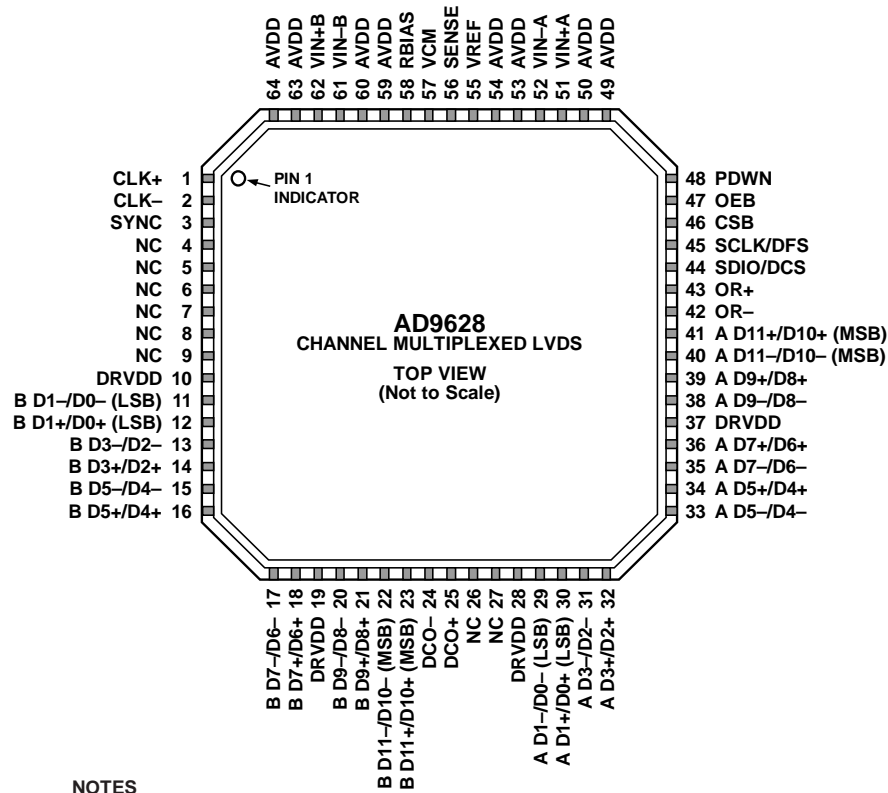 64 AVDD
63 AVDD
62 VIN+B
61 VIN–B
60 AVDD
59 AVDD
58 RBIAS
57 VCM
56 SENSE
55 VREF
54 AVDD
53 AVDD
52 VIN–A
51 VIN+A
50 AVDD
49 AVDD
CLK+ 1
CLK– 2
SYNC 3
NC 4
NC 5
NC 6
NC 7
NC 8
NC 9
DRVDD 10
B D1–/D0– (LSB) 11
B D1+/D0+ (LSB) 12
B D3–/D2– 13
B D3+/D2+ 14
B D5–/D4– 15
B D5+/D4+ 16
PIN 1
INDICATOR
AD9628
CHANNEL MULTIPLEXED LVDS
TOP VIEW
(Not to Scale)
48 PDWN
47 OEB
46 CSB
45 SCLK/DFS
44 SDIO/DCS
43 OR+
42 OR–
41 A D11+/D10+ (MSB)
40 A D11–/D10– (MSB)
39 A D9+/D8+
38 A D9–/D8–
37 DRVDD
36 A D7+/D6+
35 A D7–/D6–
34 A D5+/D4+
33 A D5–/D4–
B D7–/D6– 17
B D7+/D6+ 18
DRVDD 19
B D9–/D8– 20
B D9+/D8+ 21
B D11–/D10– (MSB) 22
B D11+/D10+ (MSB) 23
DCO– 24
DCO+ 25
NC 26
NC 27
DRVDD 28
A D1–/D0– (LSB) 29
A D1+/D0+ (LSB) 30
A D3–/D2– 31
A D3+/D2+ 32
NOTES